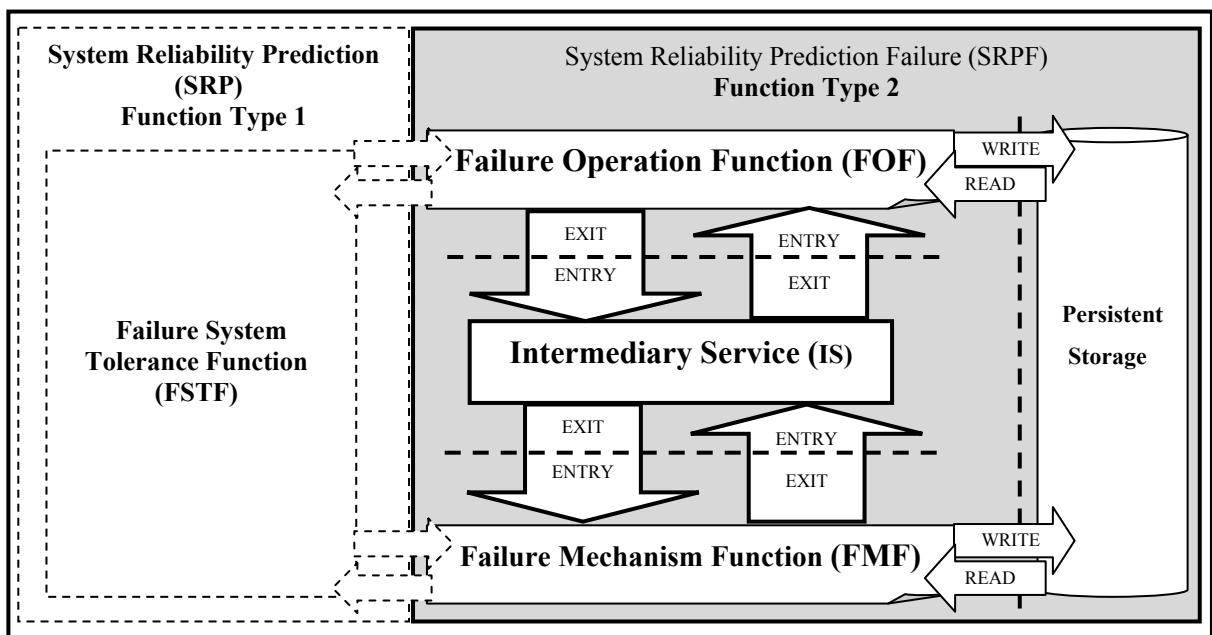 System Reliability Prediction
(SRP)
Function Type 1
System Reliability Prediction Failure (SRPF)
Function Type 2
Failure Operation Function (FOF)
WRITE
READ
EXIT
ENTRY
ENTRY
EXIT
Failure System
Tolerance Function
(FSTF)
Intermediary Service (IS)
Persistent
Storage
EXIT
ENTRY
ENTRY
EXIT
Failure Mechanism Function (FMF)
WRITE
READ